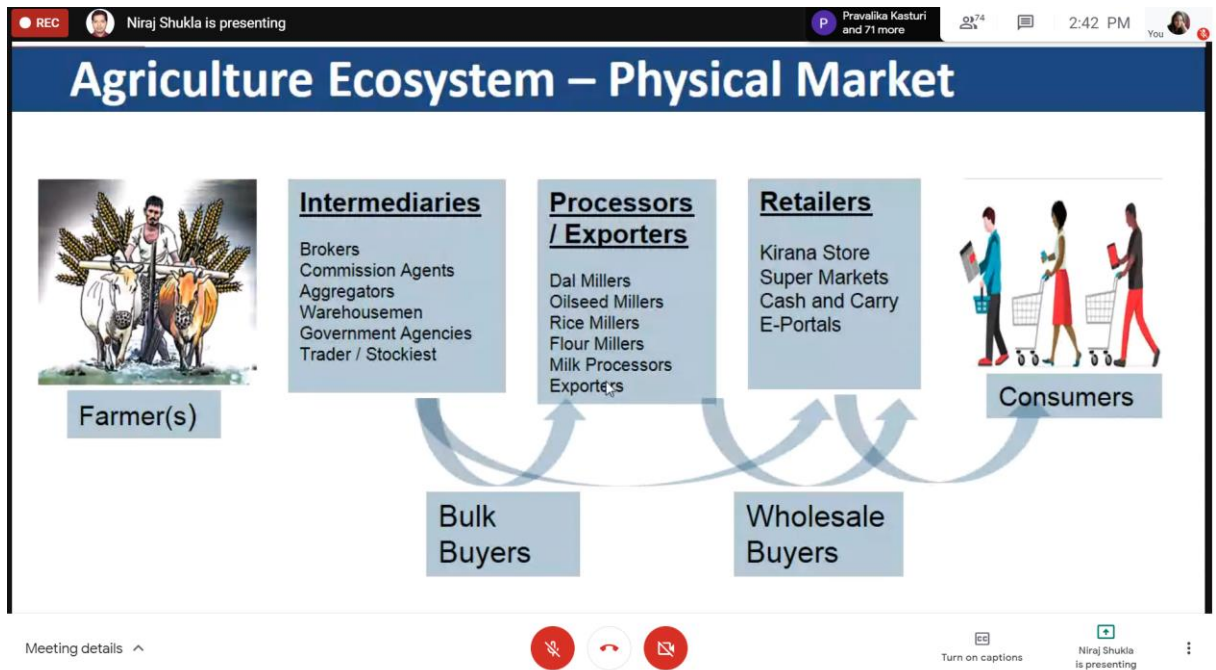 REC
Niraj Shukla is presenting
P
Pravalika Kasturi
and 71 more
74
2:42 PM
You
Agriculture Ecosystem – Physical Market
Farmer(s)
Intermediaries
Brokers
Commission Agents
Aggregators
Warehousemen
Government Agencies
Trader / Stockiest
Processors
/ Exporters
Dal Millers
Oilseed Millers
Rice Millers
Flour Millers
Milk Processors
Exporters
Retailers
Kirana Store
Super Markets
Cash and Carry
E-Portals
Consumers
Bulk
Buyers
Wholesale
Buyers
Meeting details
CC
Turn on captions
Niraj Shukla
is presenting